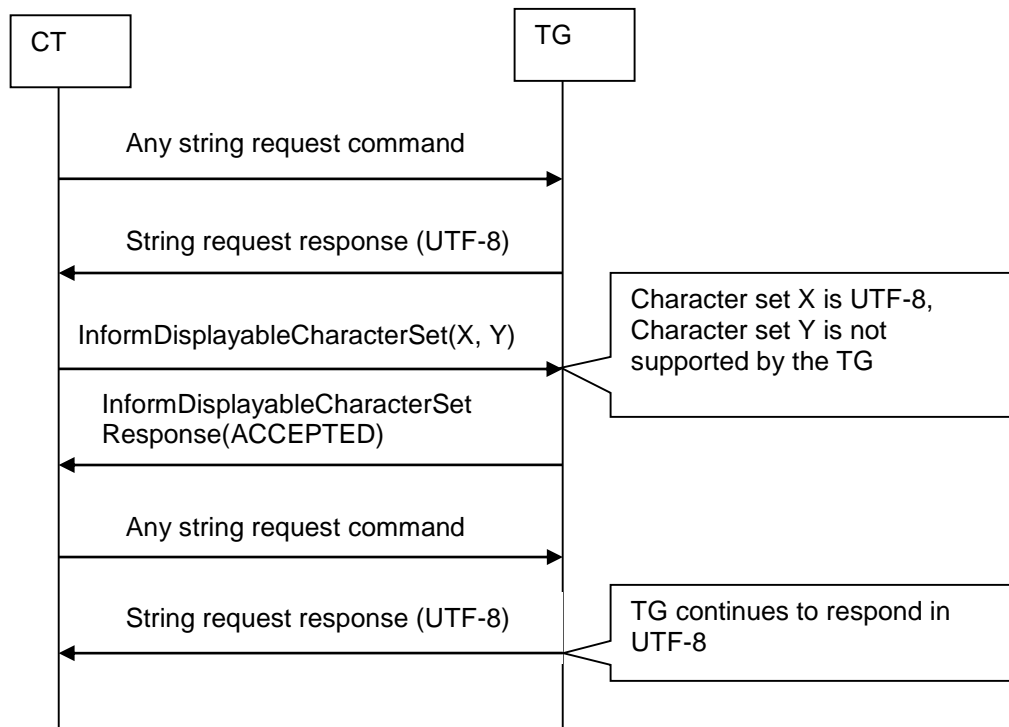 CT
TG
Any string request command
String request response (UTF-8)
Character set X is UTF-8,
Character set Y is not
supported by the TG
InformDisplayableCharacterSet(X, Y)
InformDisplayableCharacterSet
Response(ACCEPTED)
Any string request command
String request response (UTF-8)
TG continues to respond in
UTF-8